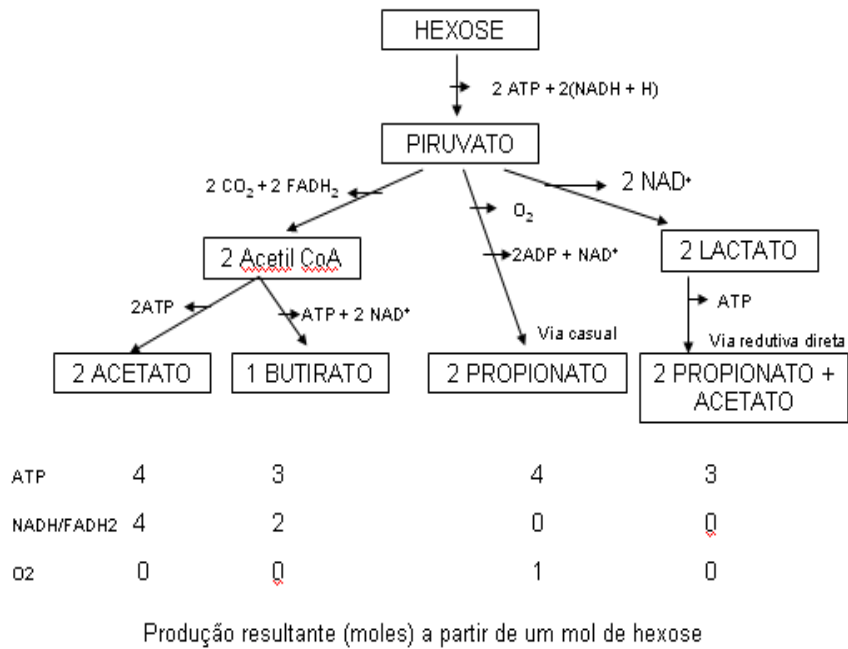 HEXOSE
2 ATP + 2(NADH + H)
PIRUVATO
2 CO₂ + 2 FADH₂
O₂
2 NAD⁺
2 Acetil CoA
2ADP + NAD⁺
2 LACTATO
2ATP
ATP + 2 NAD⁺
ATP
Via casual
Via redutiva direta
2 ACETATO
1 BUTIRATO
2 PROPIONATO
2 PROPIONATO +
ACETATO
ATP 4 3 4 3
NADH/FADH2 4 2 0 0
O2 0 0 1 0
Produção resultante (moles) a partir de um mol de hexose